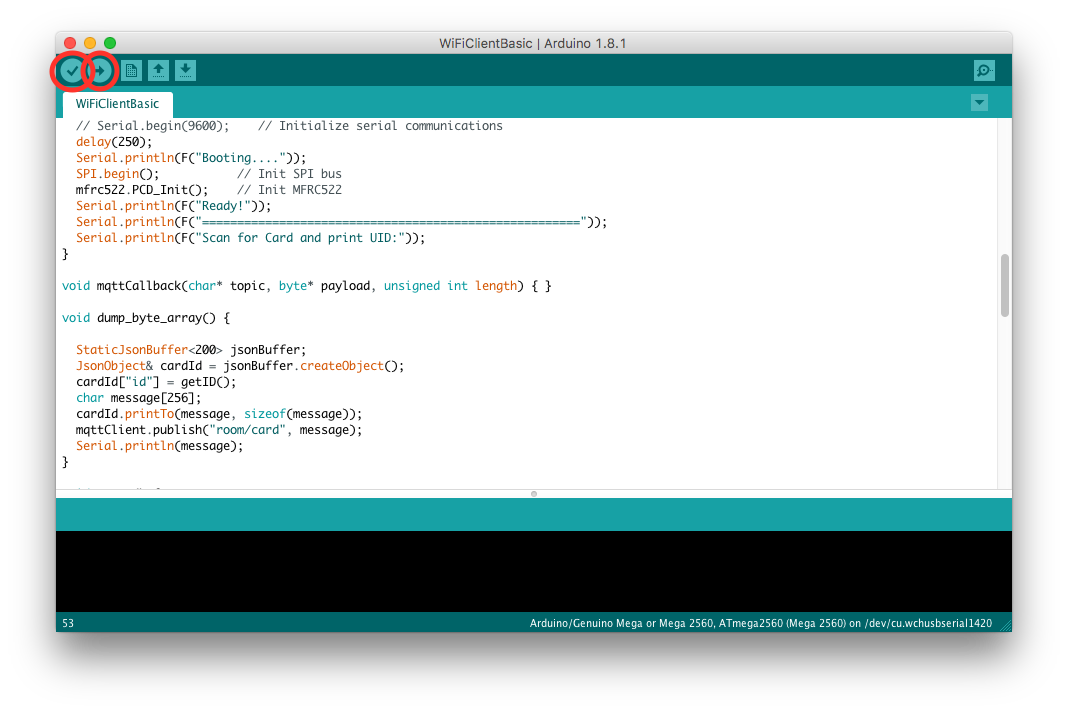 WiFiClientBasic | Arduino 1.8.1
WiFiClientBasic
// Serial.begin(9600);    // Initialize serial communications
delay(250);
Serial.println(F("Booting...."));
SPI.begin();           // Init SPI bus
mfrc522.PCD_Init();    // Init MFRC522
Serial.println(F("Ready!"));
Serial.println(F("======================================================"));
Serial.println(F("Scan for Card and print UID:"));
}
void mqttCallback(char* topic, byte* payload, unsigned int length) { }
void dump_byte_array() {
StaticJsonBuffer<200> jsonBuffer;
JsonObject& cardId = jsonBuffer.createObject();
cardId["id"] = getID();
char message[256];
cardId.printTo(message, sizeof(message));
mqttClient.publish("room/card", message);
Serial.println(message);
}
53
Arduino/Genuino Mega or Mega 2560, ATmega2560 (Mega 2560) on /dev/cu.wchusbserial1420